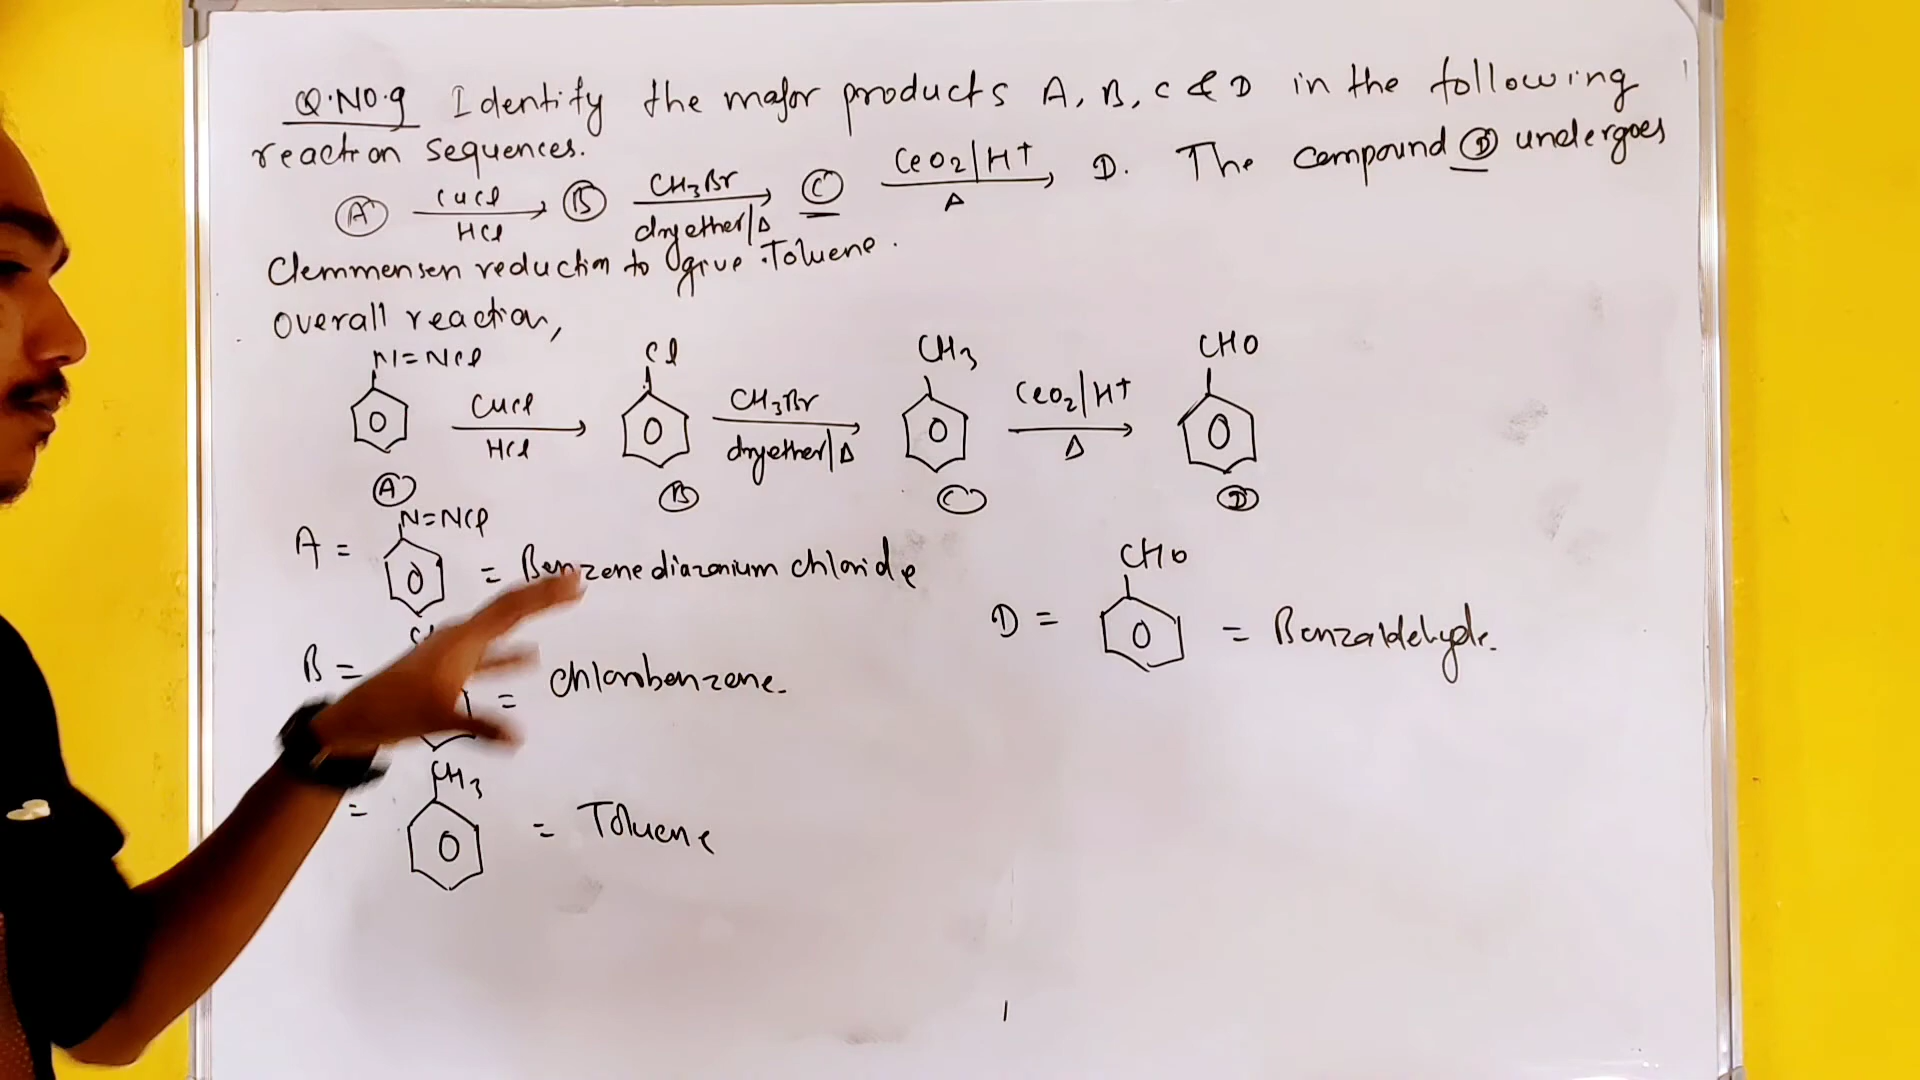 Q.NO.9 Identify the major products A, B, C & D in the following
reaction sequences.
A CUCl HCl B CH3Br dryether/Δ C CeO2/H+ Δ D. The compound D undergoes
Clemmensen reduction to give Toluene.
Overall reaction,
N=NCl Cl CH3 CHO
CUCl HCl CH3Br dryether/Δ CeO2/H+ Δ
A B C D
N=NCl
A = = Benzene diazonium chloride
CHO
D = = Benzaldehyde.
B = = chlorobenzene.
CH3
= = Toluene